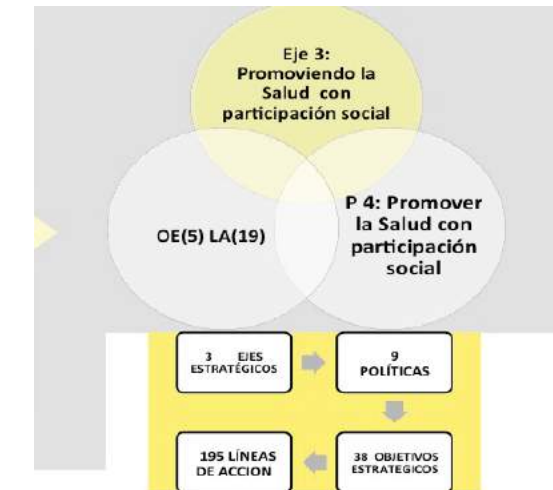 Eje 3:
Promoviendo la
Salud con
participación social
OE(5) LA(19)
P 4: Promover
la Salud con
participación
social
3 EJES
ESTRATÉGICOS
9
POLÍTICAS
195 LÍNEAS
DE ACCION
38 OBJETIVOS
ESTRATEGICOS